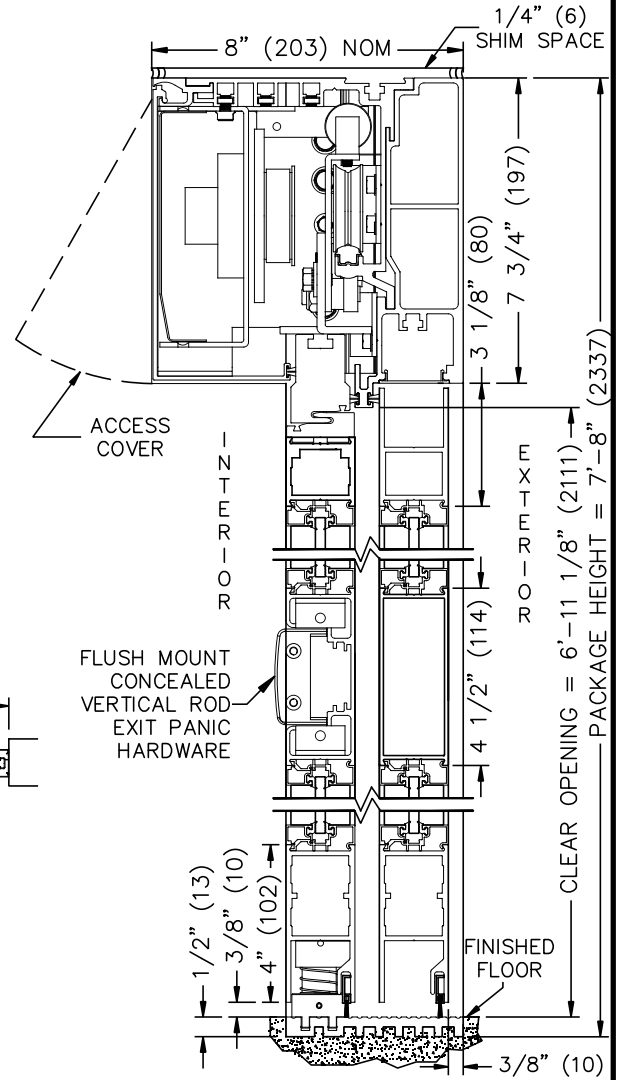 1/4" (6)
SHIM SPACE
8" (203) NOM
7 3/4" (197)
3 1/8" (80)
ACCESS
COVER
INTERIOR
EXTERIOR
CLEAR OPENING = 6'-11 1/8" (2111)
PACKAGE HEIGHT = 7'-8" (2337)
4 1/2" (114)
FLUSH MOUNT
CONCEALED
VERTICAL ROD
EXIT PANIC
HARDWARE
1/2" (13)
3/8" (10)
4" (102)
FINISHED
FLOOR
3/8" (10)